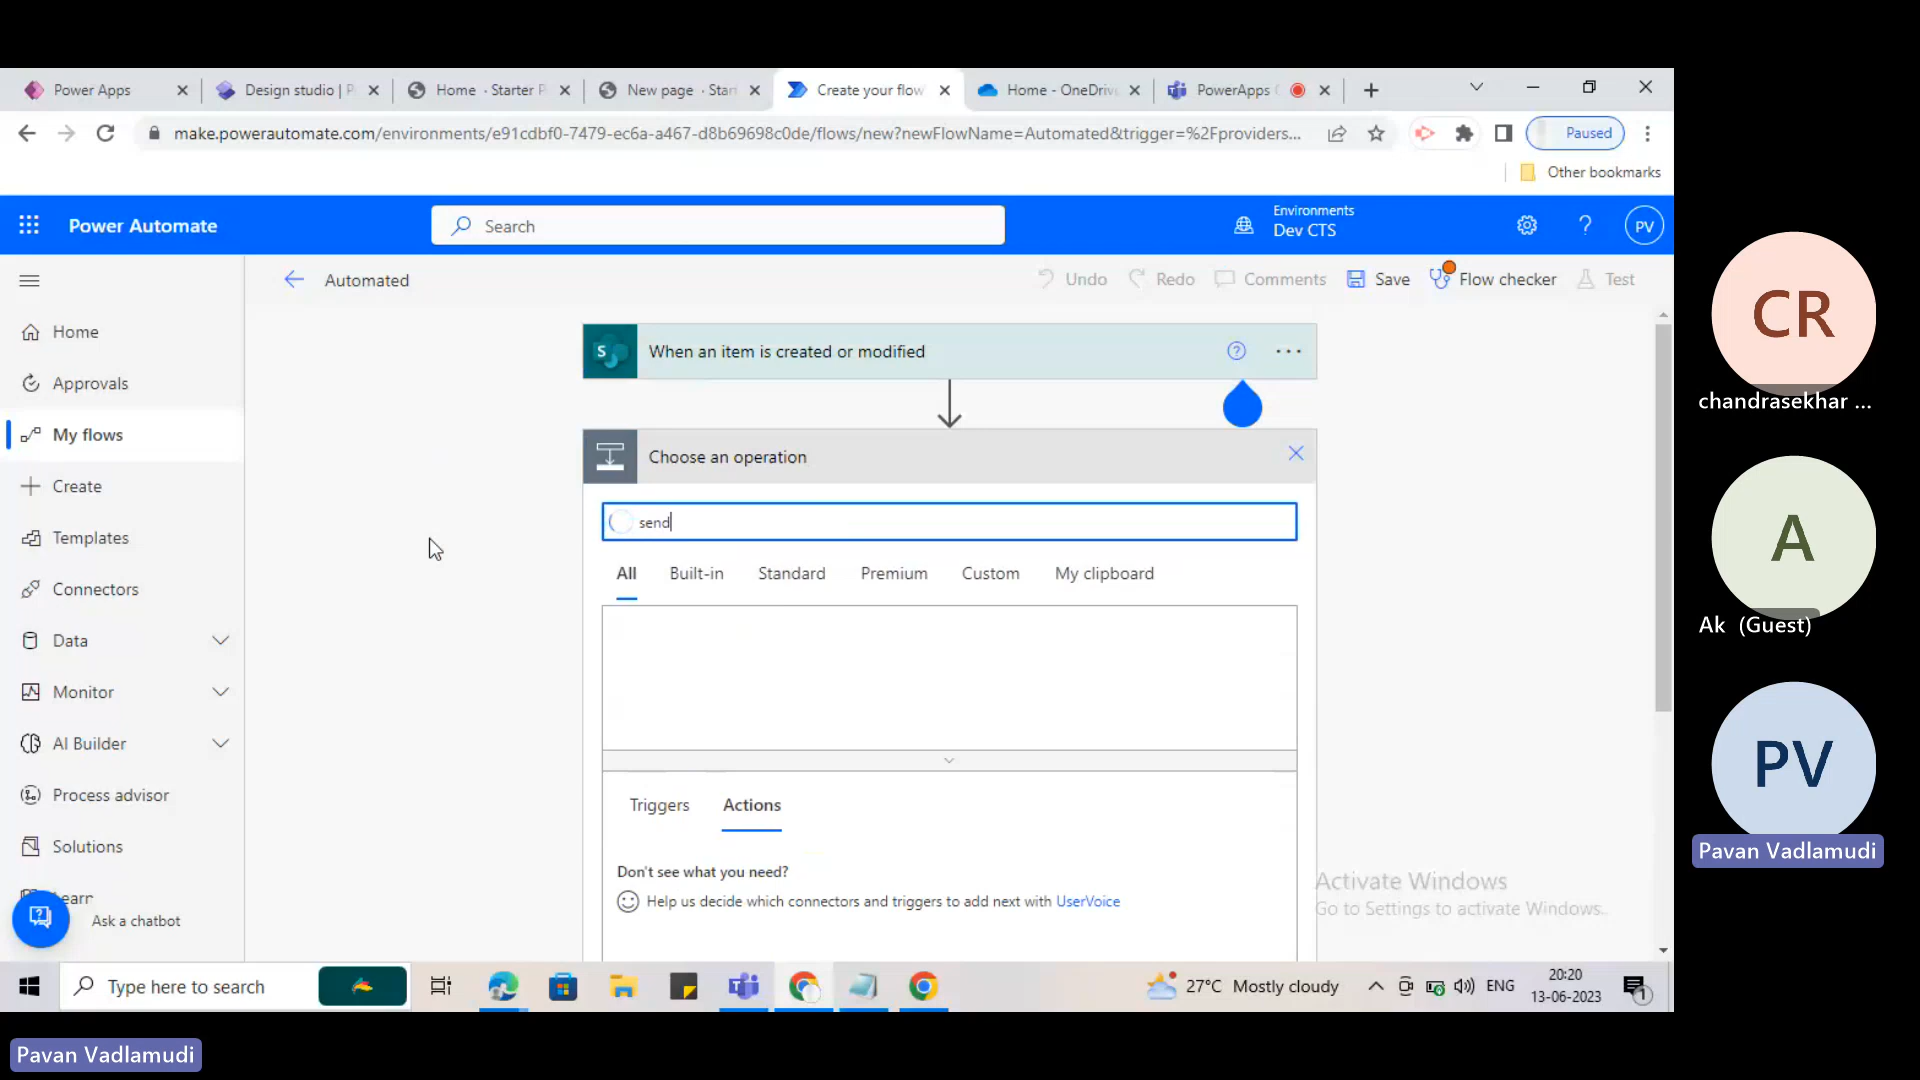 Power Apps
Design studio | P
Home - Starter P
New page - Star
Create your flow
Home - OneDriv
PowerApps
make.powerautomate.com/environments/e91cdbf0-7479-ec6a-a467-d8b69698c0de/flows/new?newFlowName=Automated&trigger=%2Fproviders...
Paused
Other bookmarks
Power Automate
Search
Environments
Dev CTS
PV
Automated
Undo
Redo
Comments
Save
Flow checker
Test
Home
Approvals
My flows
Create
Templates
Connectors
Data
Monitor
AI Builder
Process advisor
Solutions
earn
Ask a chatbot
S
When an item is created or modified
Choose an operation
send
All
Built-in
Standard
Premium
Custom
My clipboard
Triggers
Actions
Don't see what you need?
Help us decide which connectors and triggers to add next with UserVoice
Activate Windows
Go to Settings to activate Windows.
Type here to search
27°C Mostly cloudy
ENG
20:20
13-06-2023
1
CR
chandrasekhar ...
A
Ak (Guest)
PV
Pavan Vadlamudi
Pavan Vadlamudi